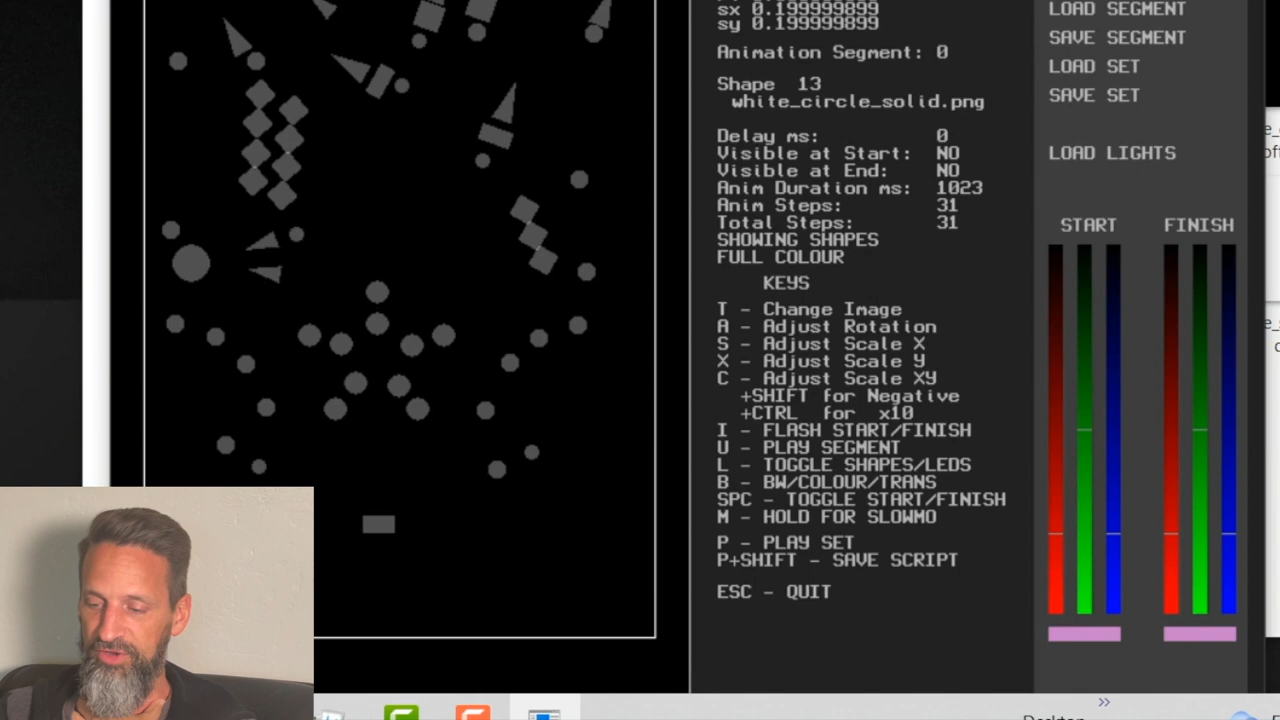 sx 0.199999899
sy 0.199999899
Animation Segment: 0
Shape 13
white_circle_solid.png
Delay ms: 0
Visible at Start: NO
Visible at End: NO
Anim Duration ms: 1023
Anim Steps: 31
Total Steps: 31
SHOWING SHAPES
FULL COLOUR
KEYS
T - Change Image
A - Adjust Rotation
S - Adjust Scale X
X - Adjust Scale y
C - Adjust Scale Xy
+SHIFT for Negative
+CTRL for x10
I - FLASH START/FINISH
U - PLAY SEGMENT
L - TOGGLE SHAPES/LEDS
B - BW/COLOUR/TRANS
SPC - TOGGLE START/FINISH
M - HOLD FOR SLOWMO
P - PLAY SET
P+SHIFT - SAVE SCRIPT
ESC - QUIT
LOAD SEGMENT
SAVE SEGMENT
LOAD SET
SAVE SET
LOAD LIGHTS
START FINISH